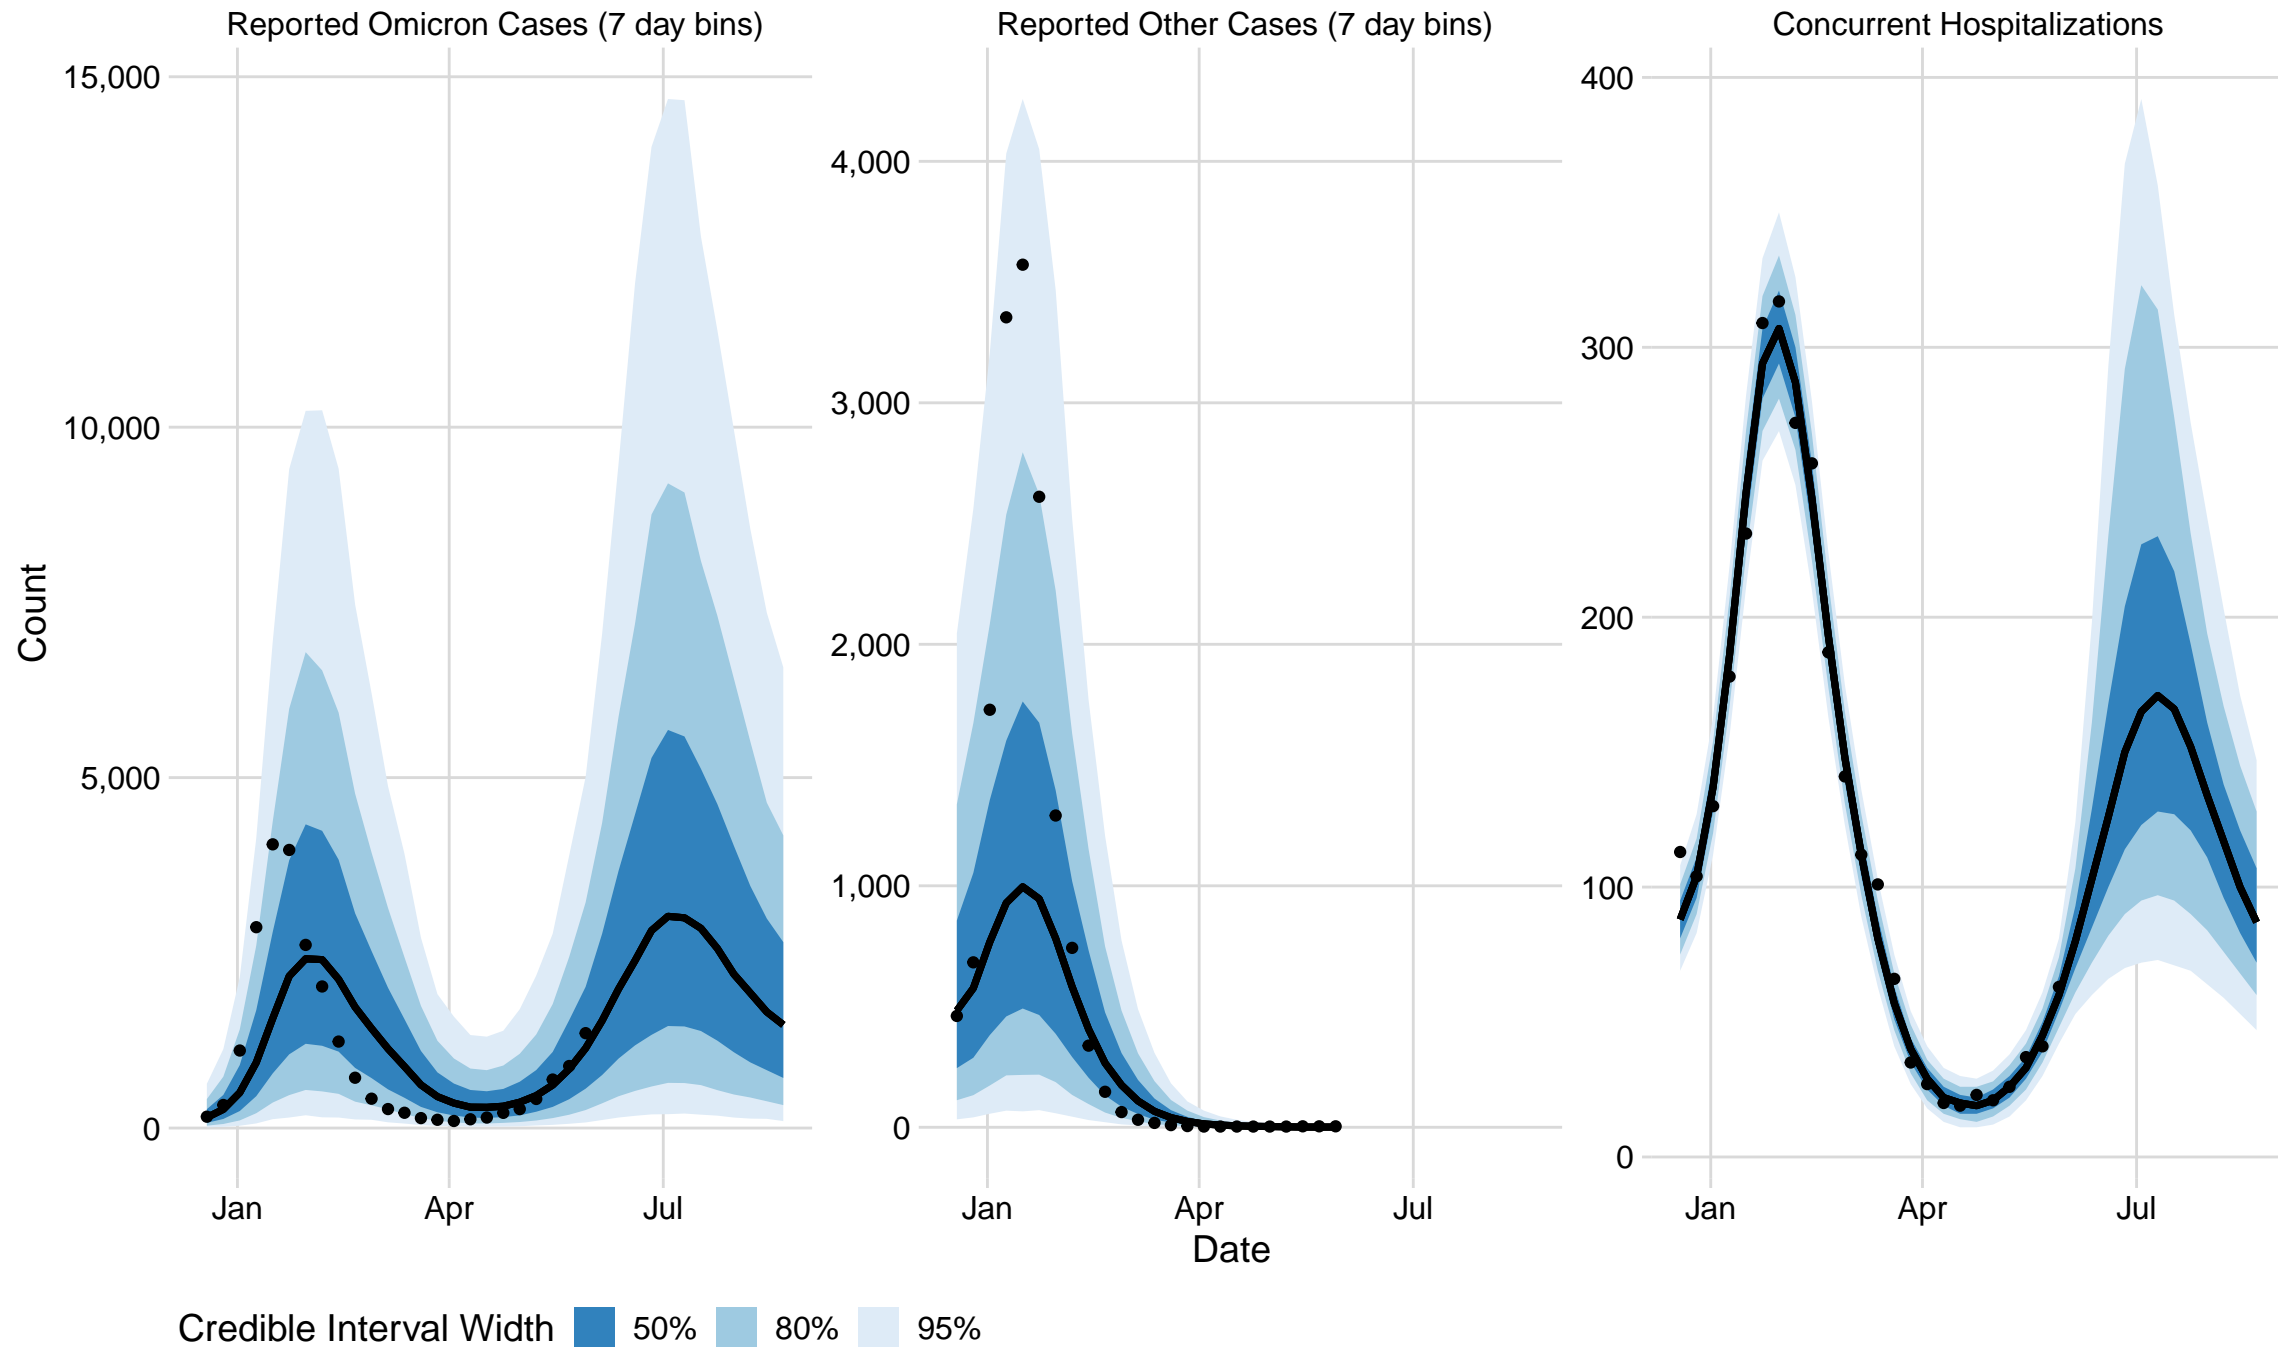 Reported Omicron Cases (7 day bins)
Reported Other Cases (7 day bins)
Concurrent Hospitalizations
Count
15,000
10,000
5,000
0
4,000
3,000
2,000
1,000
0
400
300
200
100
0
Jan Apr Jul
Jan Apr Jul
Jan Apr Jul
Date
Credible Interval Width 50% 80% 95%